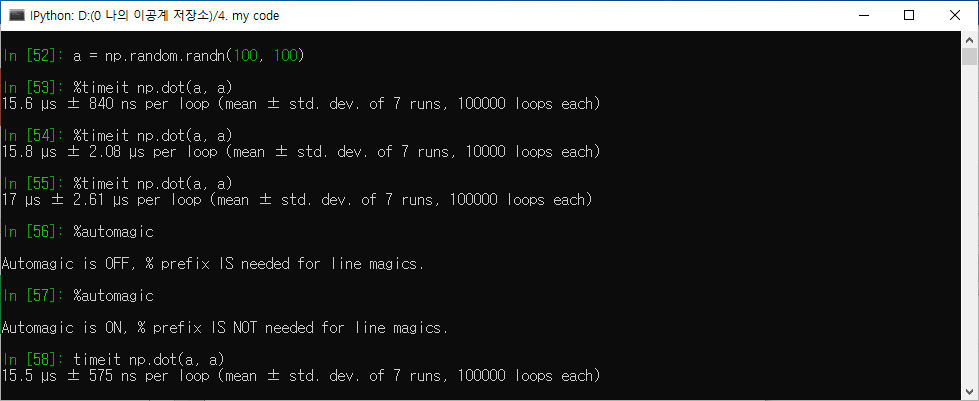 IPython: D:(0 나의 이공계 저장소)/4. my code
In [52]: a = np.random.randn(100, 100)
In [53]: %timeit np.dot(a, a)
15.6 µs ± 840 ns per loop (mean ± std. dev. of 7 runs, 100000 loops each)
In [54]: %timeit np.dot(a, a)
15.8 µs ± 2.08 µs per loop (mean ± std. dev. of 7 runs, 10000 loops each)
In [55]: %timeit np.dot(a, a)
17 µs ± 2.61 µs per loop (mean ± std. dev. of 7 runs, 100000 loops each)
In [56]: %automagic
Automagic is OFF, % prefix IS needed for line magics.
In [57]: %automagic
Automagic is ON, % prefix IS NOT needed for line magics.
In [58]: timeit np.dot(a, a)
15.5 µs ± 575 ns per loop (mean ± std. dev. of 7 runs, 100000 loops each)